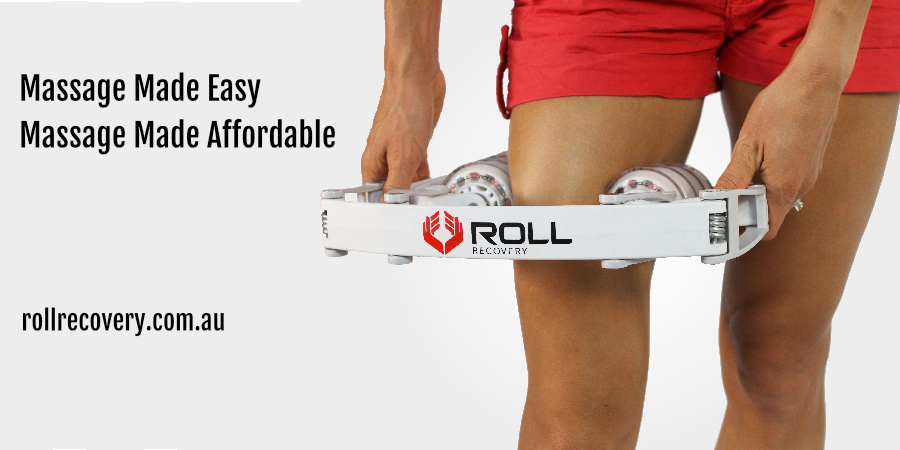 Massage Made Easy
Massage Made Affordable
ROLL
RECOVERY
rollrecovery.com.au